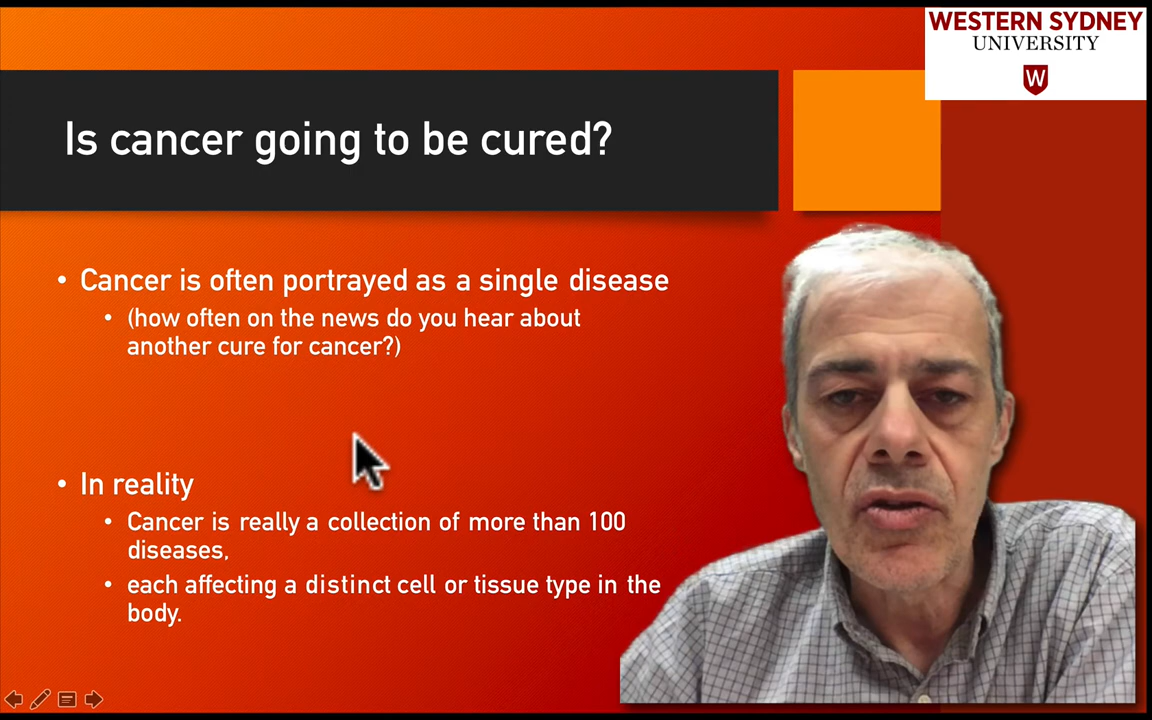 WESTERN SYDNEY
UNIVERSITY
W
Is cancer going to be cured?
• Cancer is often portrayed as a single disease
• (how often on the news do you hear about
another cure for cancer?)
• In reality
• Cancer is really a collection of more than 100
diseases,
• each affecting a distinct cell or tissue type in the
body.